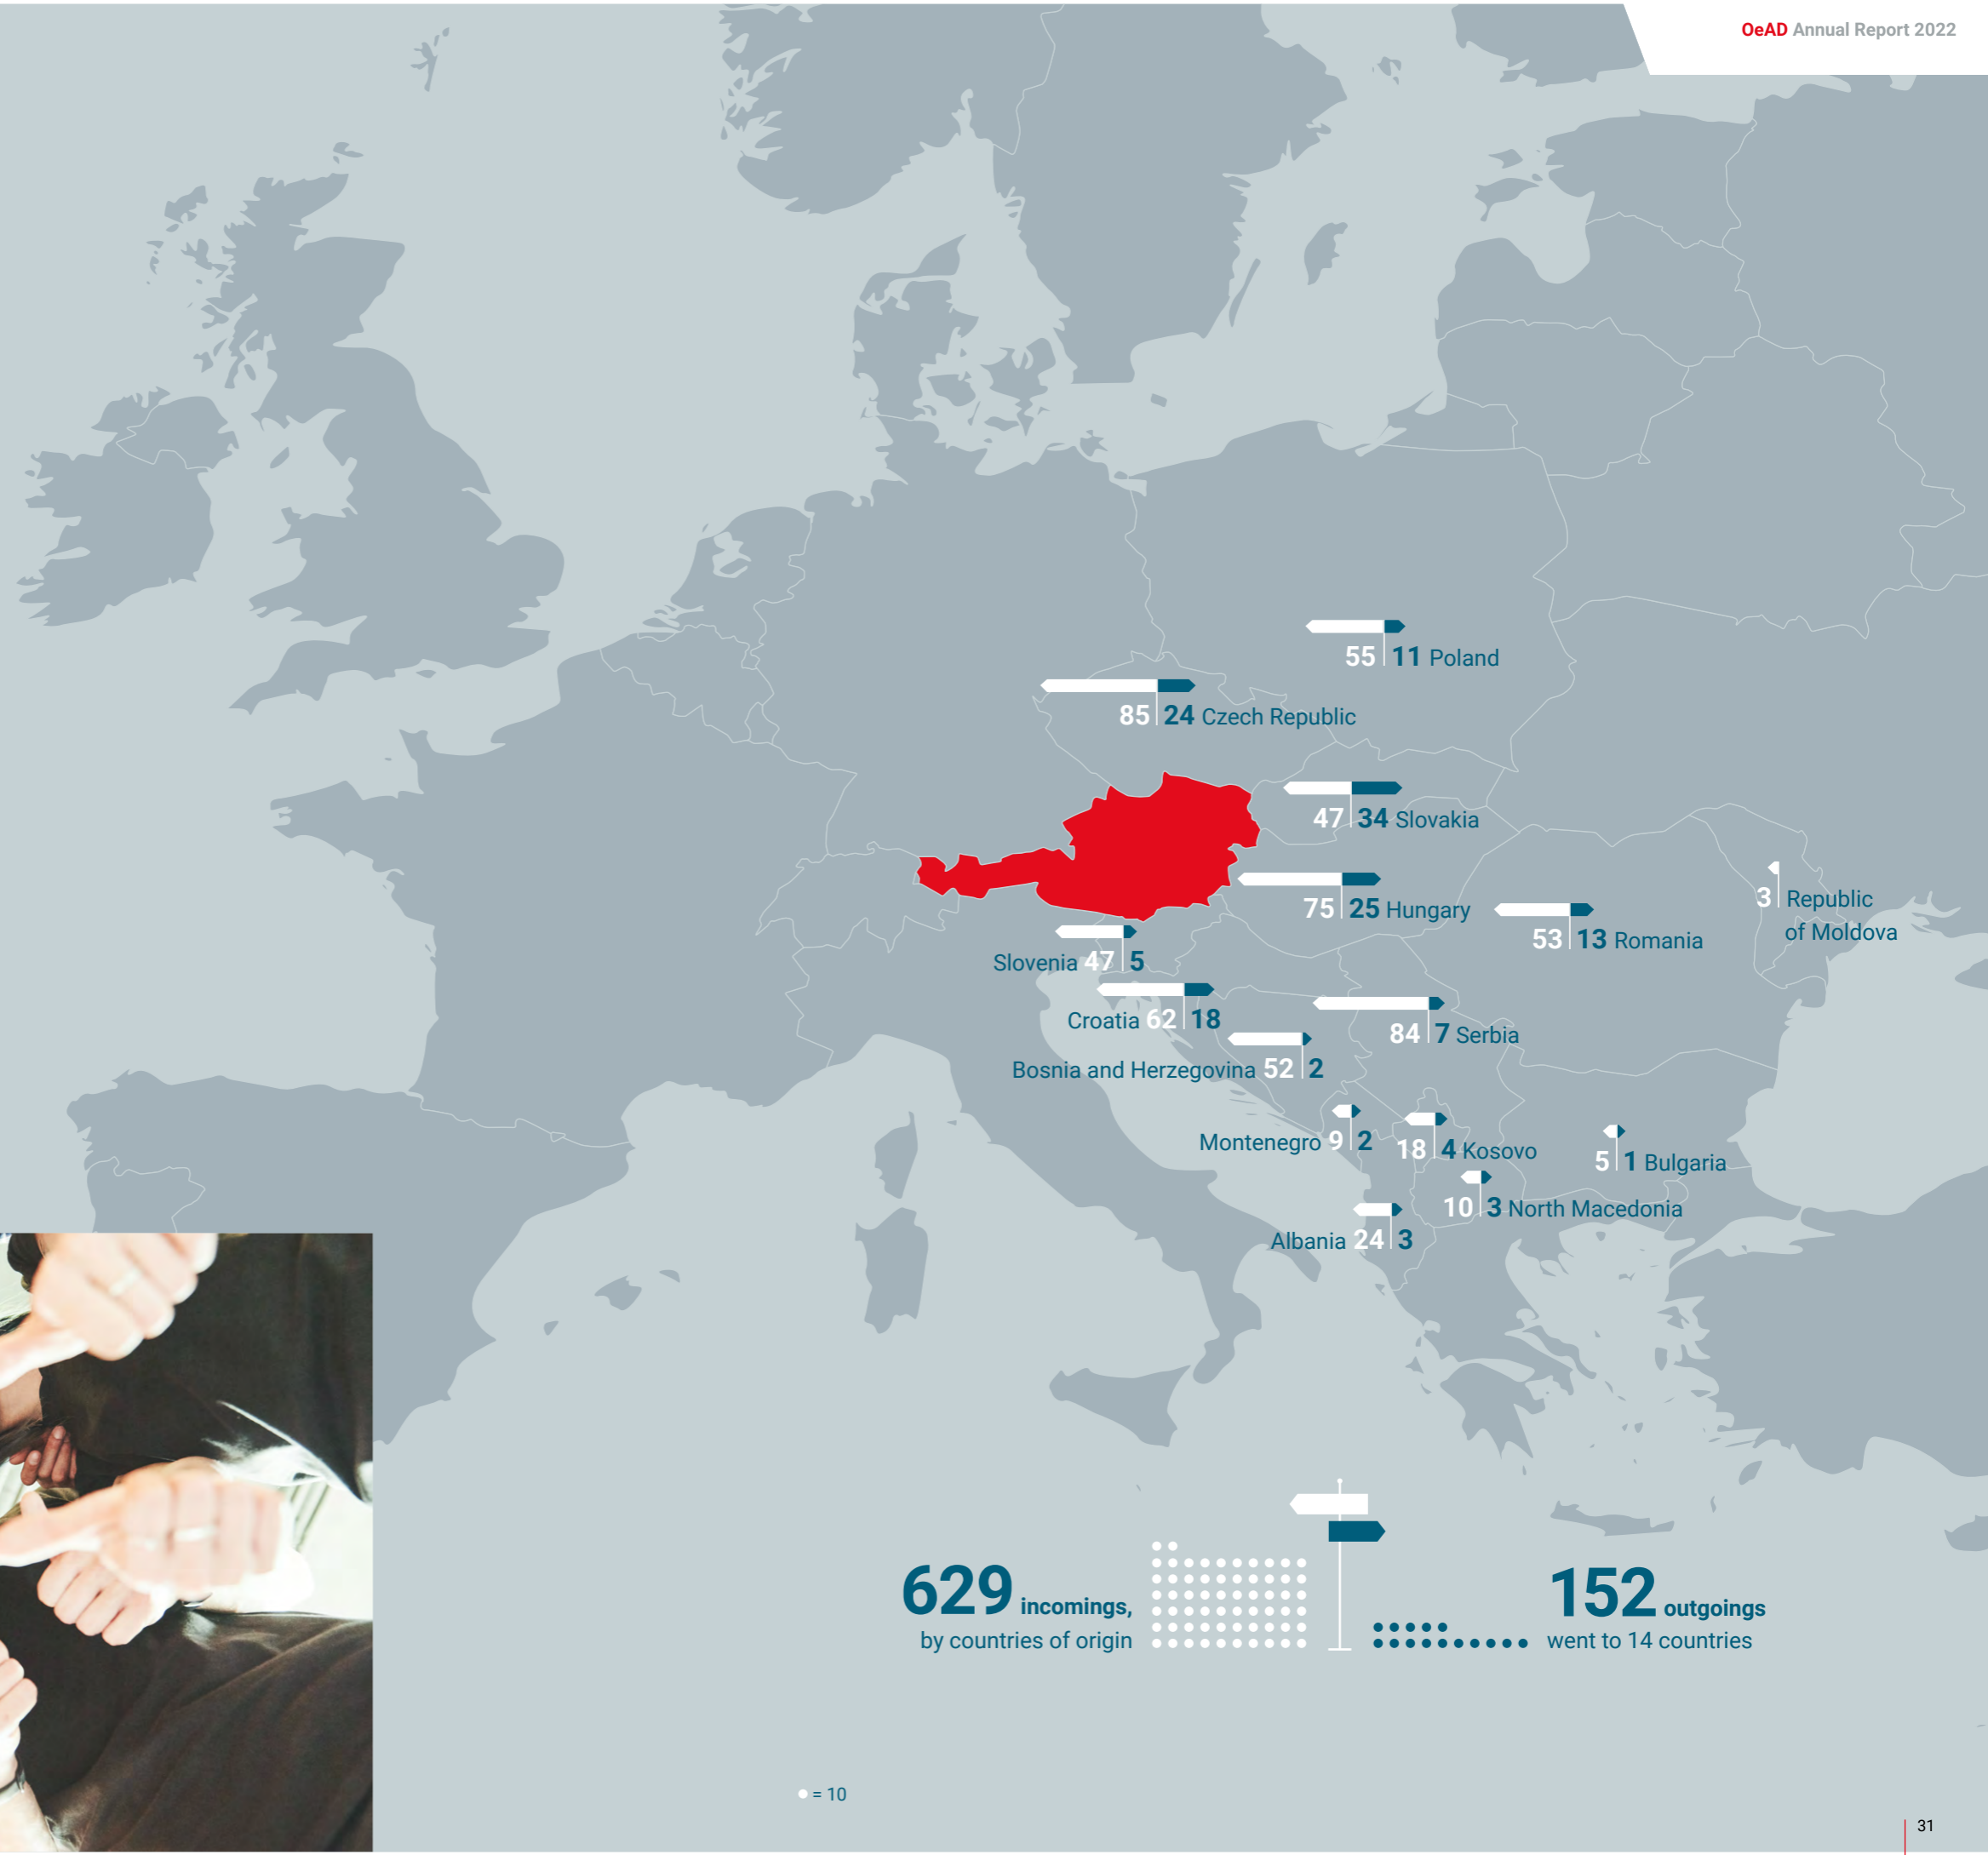 OeAD Annual Report 2022
55 11 Poland
85 24 Czech Republic
47 34 Slovakia
3 Republic
of Moldova
75 25 Hungary
53 13 Romania
Slovenia 47 5
Croatia 62 18
84 7 Serbia
Bosnia and Herzegovina 52 2
Montenegro 9 2
18 4 Kosovo
5 1 Bulgaria
10 3 North Macedonia
Albania 24 3
629 incomings,
by countries of origin
152 outgoings
went to 14 countries
= 10
31